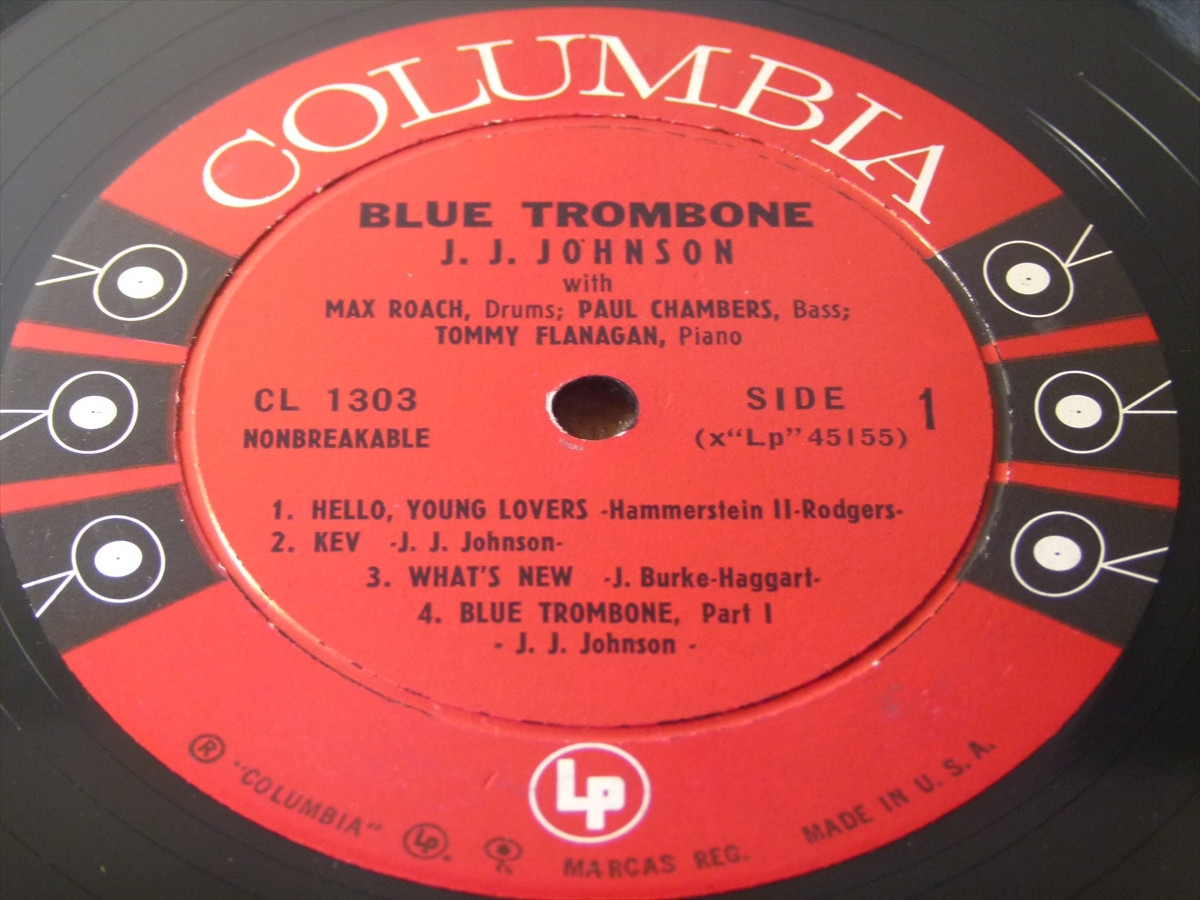 COLUMBIA
BLUE TROMBONE
J. J. JOHNSON
with
MAX ROACH, Drums; PAUL CHAMBERS, Bass;
TOMMY FLANAGAN, Piano
CL 1303
NONBREAKABLE
SIDE 1
(x“Lp” 45155)
1. HELLO, YOUNG LOVERS -Hammerstein II-Rodgers-
2. KEV -J. J. Johnson-
3. WHAT'S NEW -J. Burke-Haggart-
4. BLUE TROMBONE, Part I
- J. J. Johnson -
Lp
® "COLUMBIA" Lp. MARCAS REG. MADE IN U. S. A.